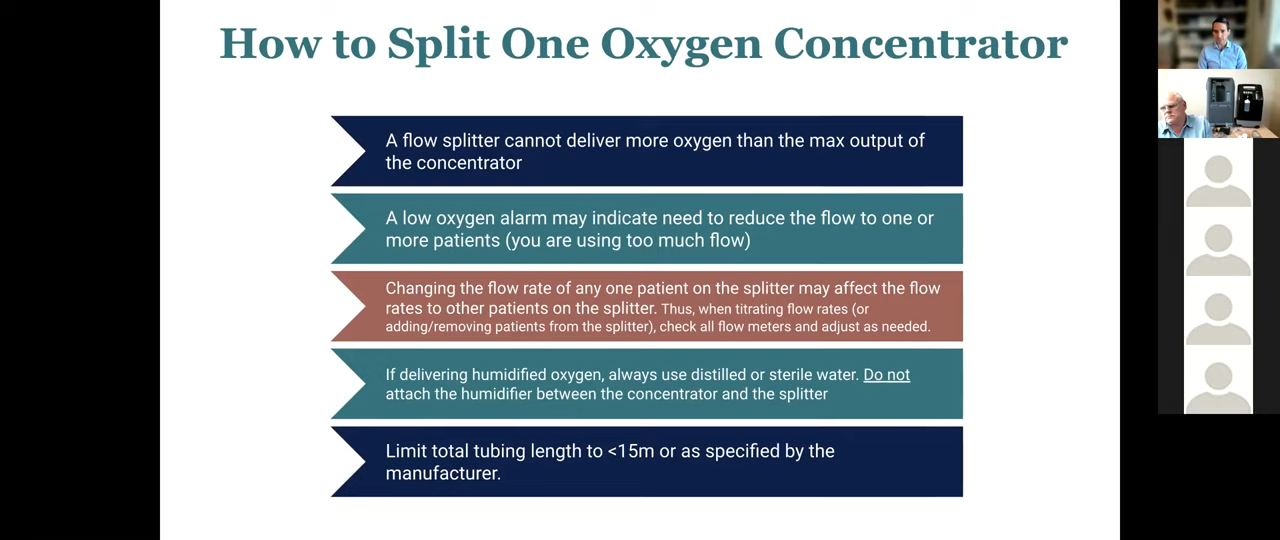 How to Split One Oxygen Concentrator
A flow splitter cannot deliver more oxygen than the max output of
the concentrator
A low oxygen alarm may indicate need to reduce the flow to one or
more patients (you are using too much flow)
Changing the flow rate of any one patient on the splitter may affect the flow
rates to other patients on the splitter. Thus, when titrating flow rates (or
adding/removing patients from the splitter), check all flow meters and adjust as needed.
If delivering humidified oxygen, always use distilled or sterile water. Do not
attach the humidifier between the concentrator and the splitter
Limit total tubing length to <15m or as specified by the
manufacturer.